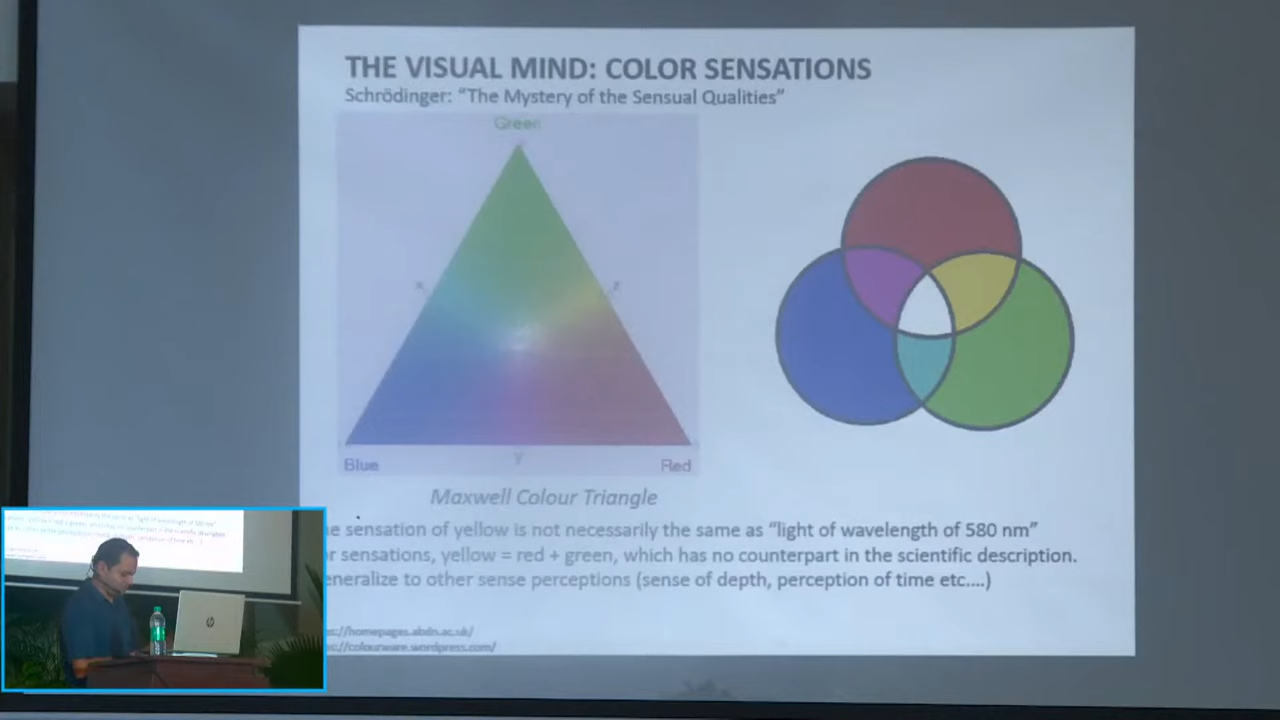 THE VISUAL MIND: COLOR SENSATIONS
Schrödinger: “The Mystery of the Sensual Qualities”
Green
X
Z
Blue
Y
Red
Maxwell Colour Triangle
sensation of yellow is not necessarily the same as “light of wavelength of 580 nm”
sensations, yellow = red + green, which has no counterpart in the scientific description.
eneralize to other sense perceptions (sense of depth, perception of time etc....)
://homepages.abdn.ac.uk/
://colourware.wordpress.com/
hp